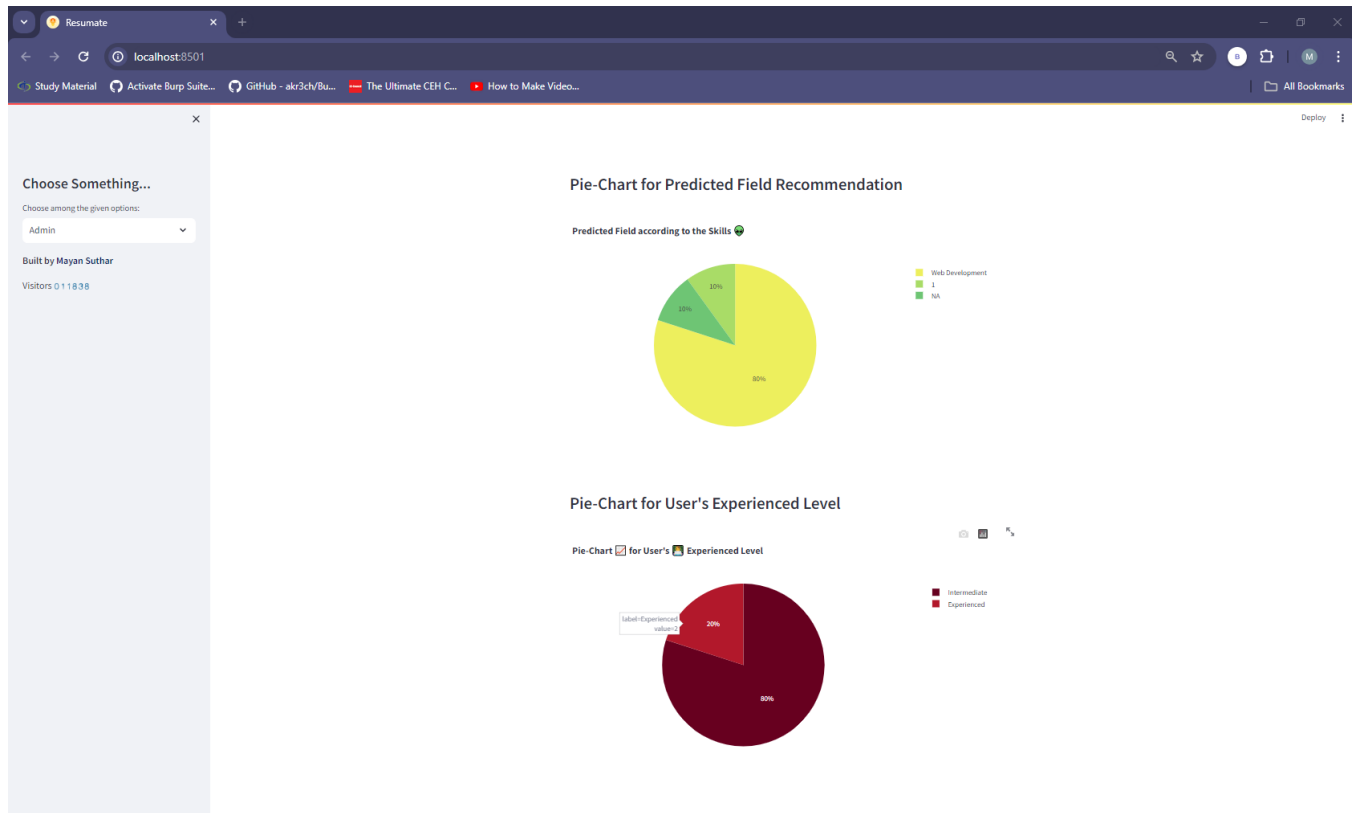 Resumate
localhost:8501
B
M
Study Material
Activate Burp Suite...
GitHub - akr3ch/Bu...
The Ultimate CEH C...
How to Make Video...
All Bookmarks
Deploy
Choose Something...
Choose among the given options:
Admin
Built by Mayan Suthar
Visitors 011838
Pie-Chart for Predicted Field Recommendation
Predicted Field according to the Skills 👽
Web Development
1
NA
10%
10%
80%
Pie-Chart for User's Experienced Level
Pie-Chart 📈 for User's 👨‍💻 Experienced Level
Intermediate
Experienced
label=Experienced
value=2
20%
80%